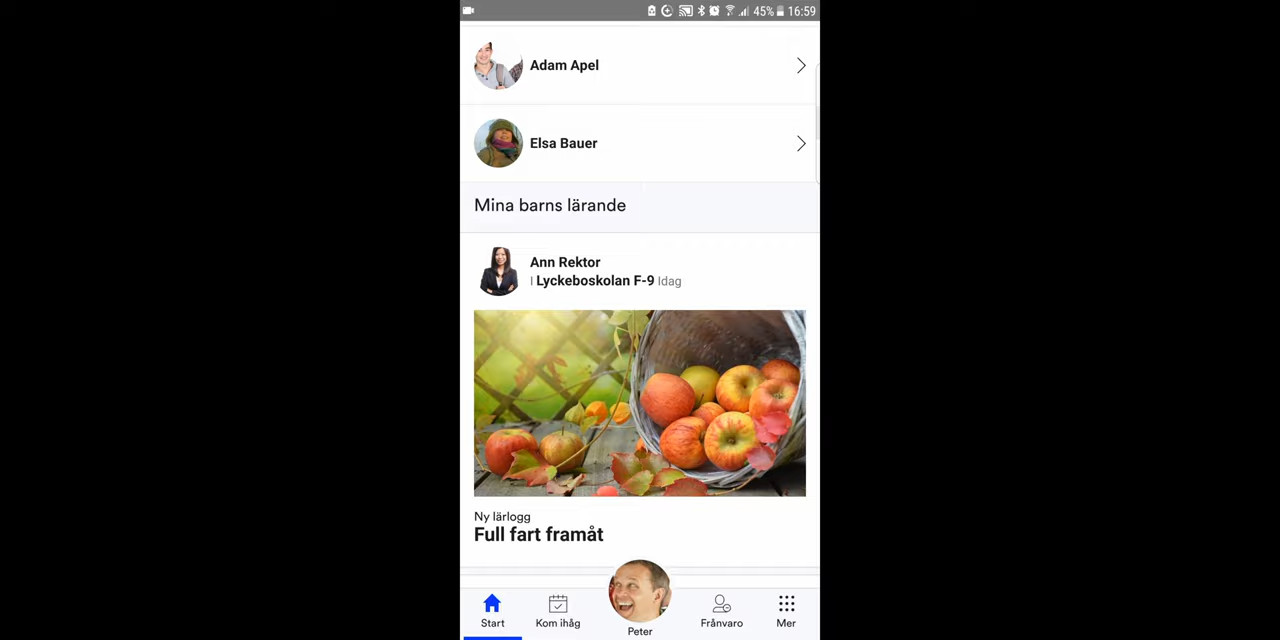 45% 16:59
Adam Apel
Elsa Bauer
Mina barns lärande
Ann Rektor
I Lyckeboskolan F-9 Idag
Ny lärlogg
Full fart framåt
Start Kom ihåg Peter Frånvaro Mer